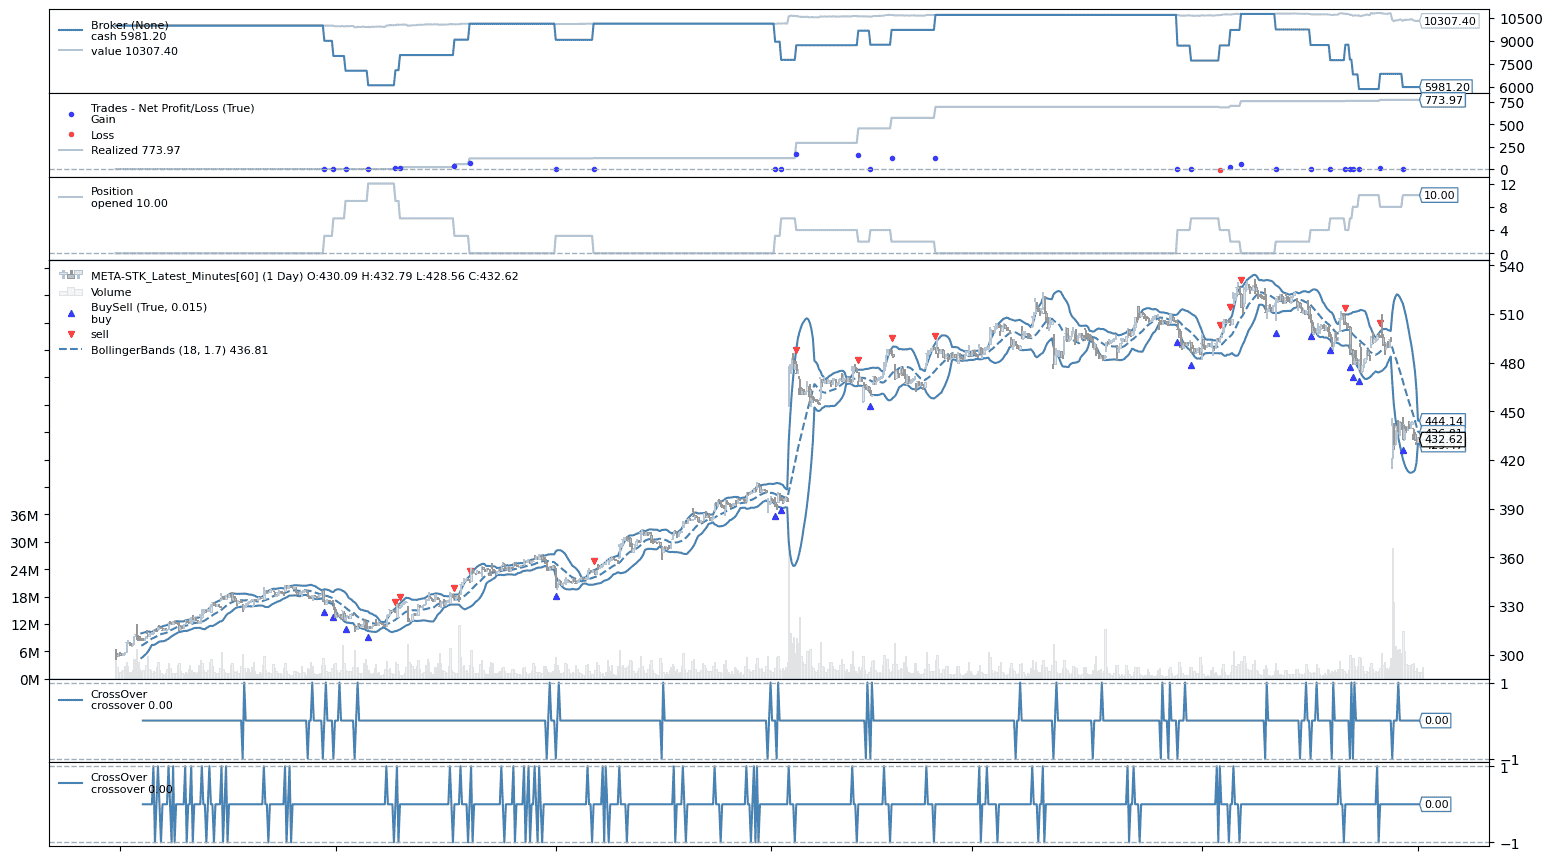 Broker (None)
cash 5981.20
value 10307.40
10307.40
5981.20
10500
9000
7500
6000
Trades - Net Profit/Loss (True)
Gain
Loss
Realized 773.97
773.97
750
500
250
0
Position
opened 10.00
10.00
12
8
4
0
META-STK_Latest_Minutes[60] (1 Day) O:430.09 H:432.79 L:428.56 C:432.62
Volume
BuySell (True, 0.015)
buy
sell
BollingerBands (18, 1.7) 436.81
540
510
480
450
420
390
360
330
300
444.14
432.62
36M
30M
24M
18M
12M
6M
0M
CrossOver
crossover 0.00
0.00
1
−1
CrossOver
crossover 0.00
0.00
1
−1